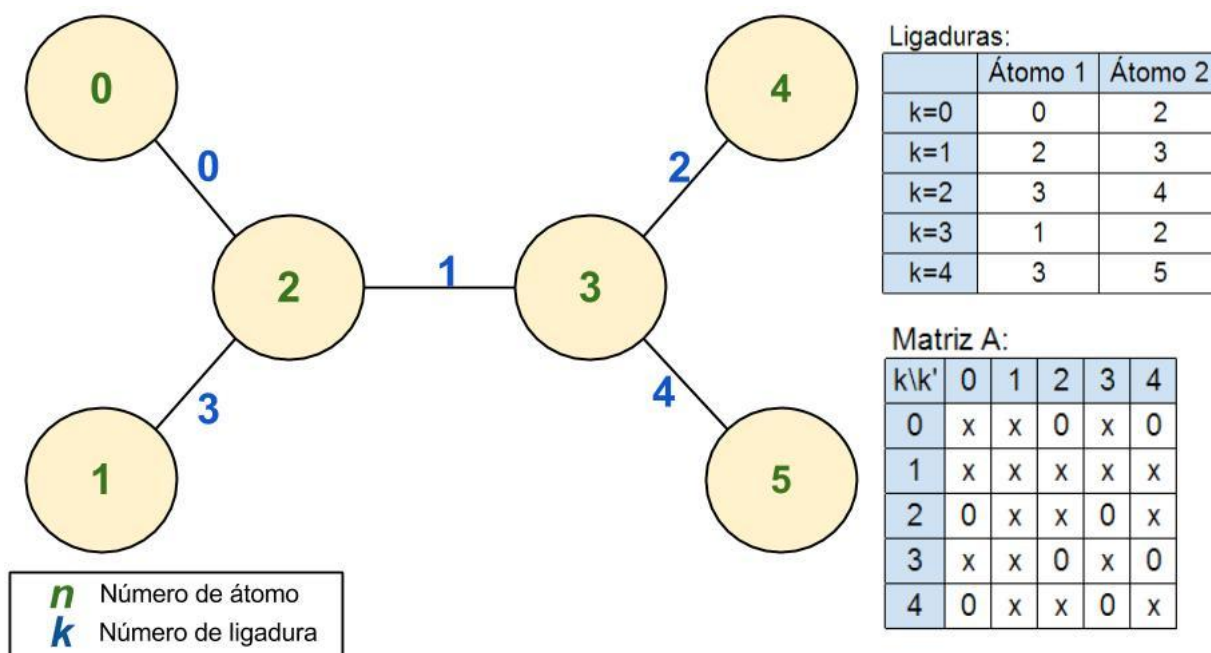 0
4
0
2
2
1
3
3
4
1
5
n Número de átomo
k Número de ligadura
Ligaduras:
Átomo 1 Átomo 2
k=0 0 2
k=1 2 3
k=2 3 4
k=3 1 2
k=4 3 5
Matriz A:
k\k' 0 1 2 3 4
0 x x 0 x 0
1 x x x x x
2 0 x x 0 x
3 x x 0 x 0
4 0 x x 0 x